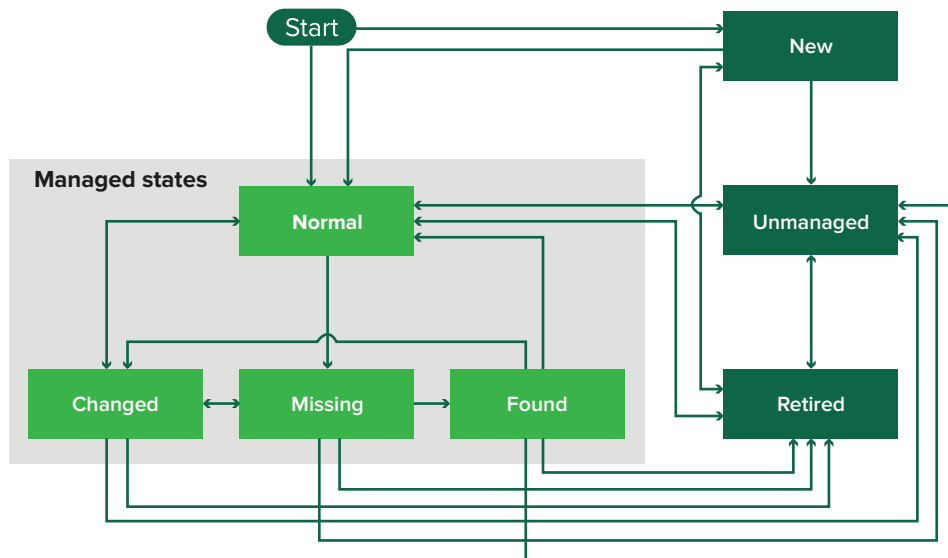 Start
New
Managed states
Normal
Unmanaged
Changed
Missing
Found
Retired